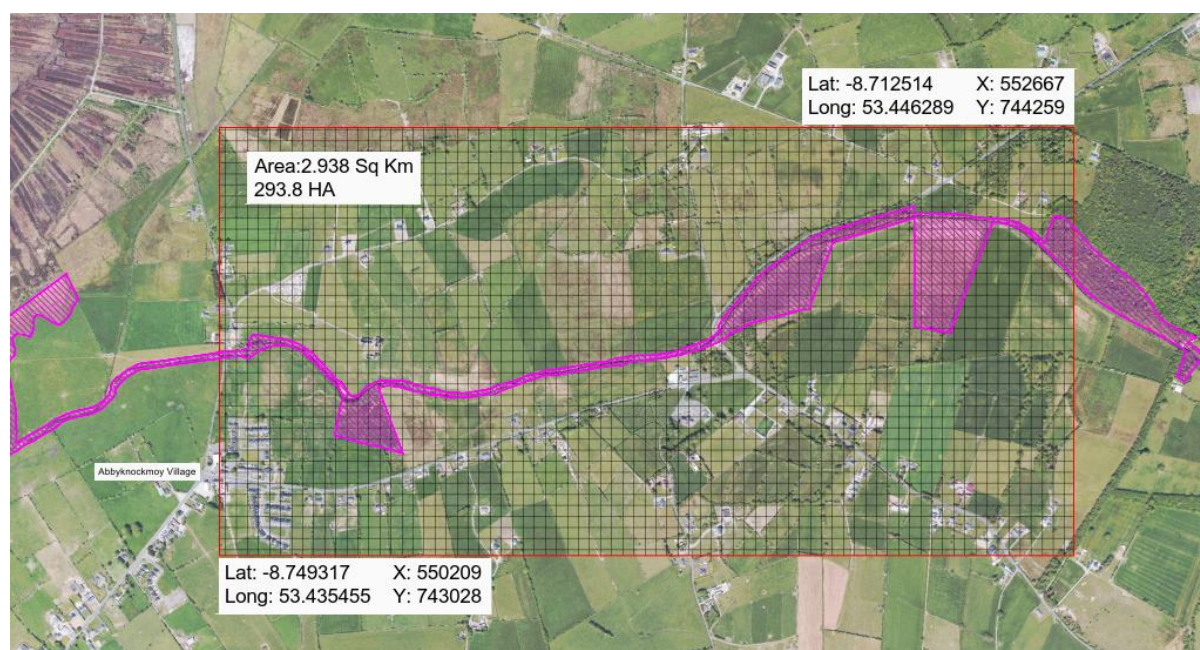 Lat: -8.712514 X: 552667
Long: 53.446289 Y: 744259
Area:2.938 Sq Km
293.8 HA
Abbyknockmoy Village
Lat: -8.749317 X: 550209
Long: 53.435455 Y: 743028